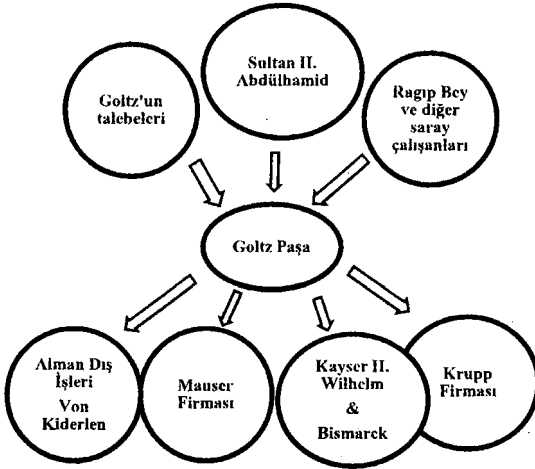 Goltz'un
talebeleri
Sultan II.
Abdülhamid
Ragıp Bey
ve diğer
saray
çalışanları
Goltz Paşa
Alman Dış
İşleri
Von
Kiderlen
Mauser
Firması
Kayser II.
Wilhelm
&
Bismarck
Krupp
Firması